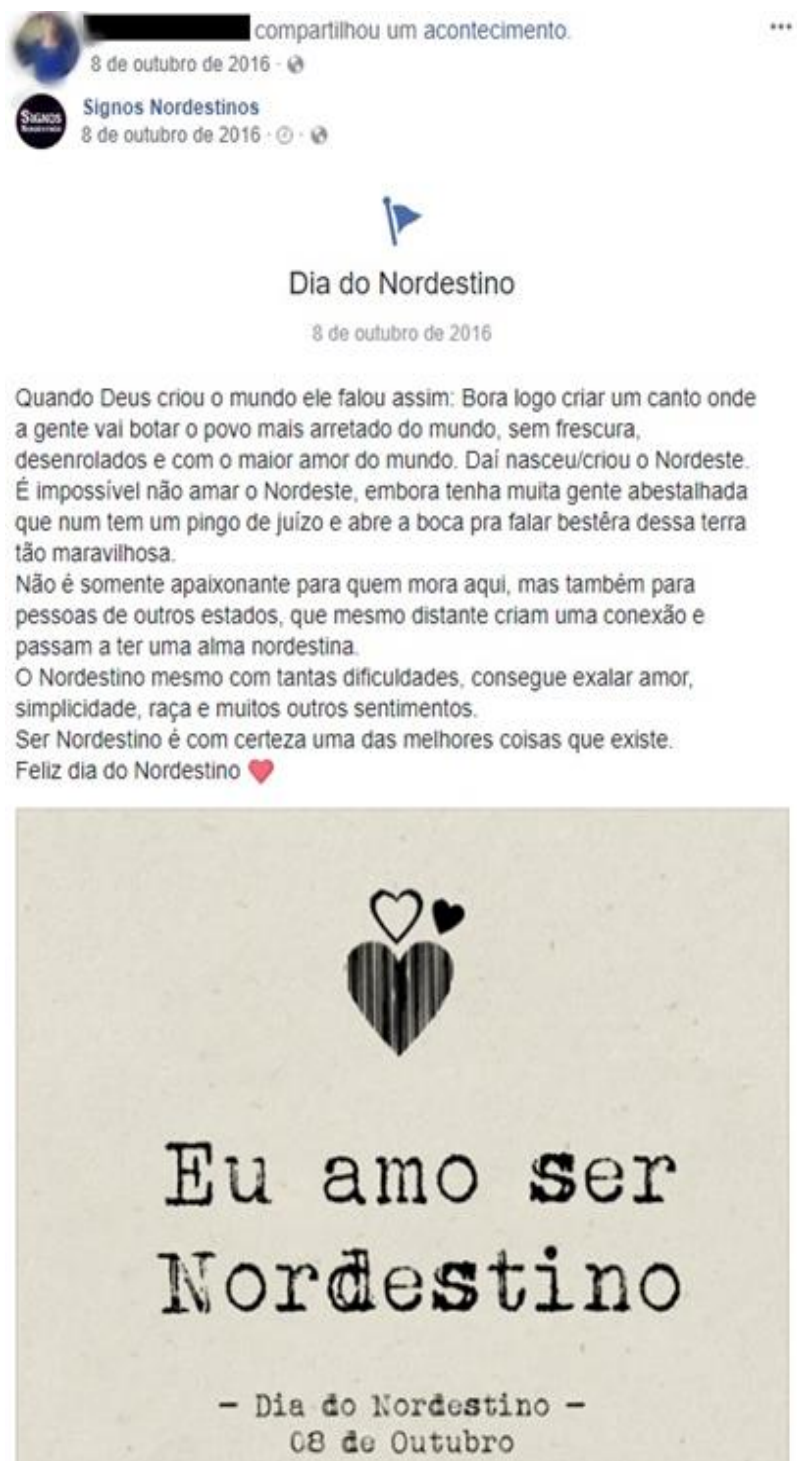 compartilhou um acontecimento.
8 de outubro de 2016
SIGNOS
NORDESTINOS
Signos Nordestinos
8 de outubro de 2016
Dia do Nordestino
8 de outubro de 2016
Quando Deus criou o mundo ele falou assim: Bora logo criar um canto onde
a gente vai botar o povo mais arretado do mundo, sem frescura,
desenrolados e com o maior amor do mundo. Daí nasceu/criou o Nordeste.
É impossível não amar o Nordeste, embora tenha muita gente abestalhada
que num tem um pingo de juízo e abre a boca pra falar bestêra dessa terra
tão maravilhosa.
Não é somente apaixonante para quem mora aqui, mas também para
pessoas de outros estados, que mesmo distante criam uma conexão e
passam a ter uma alma nordestina.
O Nordestino mesmo com tantas dificuldades, consegue exalar amor,
simplicidade, raça e muitos outros sentimentos.
Ser Nordestino é com certeza uma das melhores coisas que existe.
Feliz dia do Nordestino ❤
Eu amo ser
Nordestino
– Dia do Nordestino –
08 de Outubro